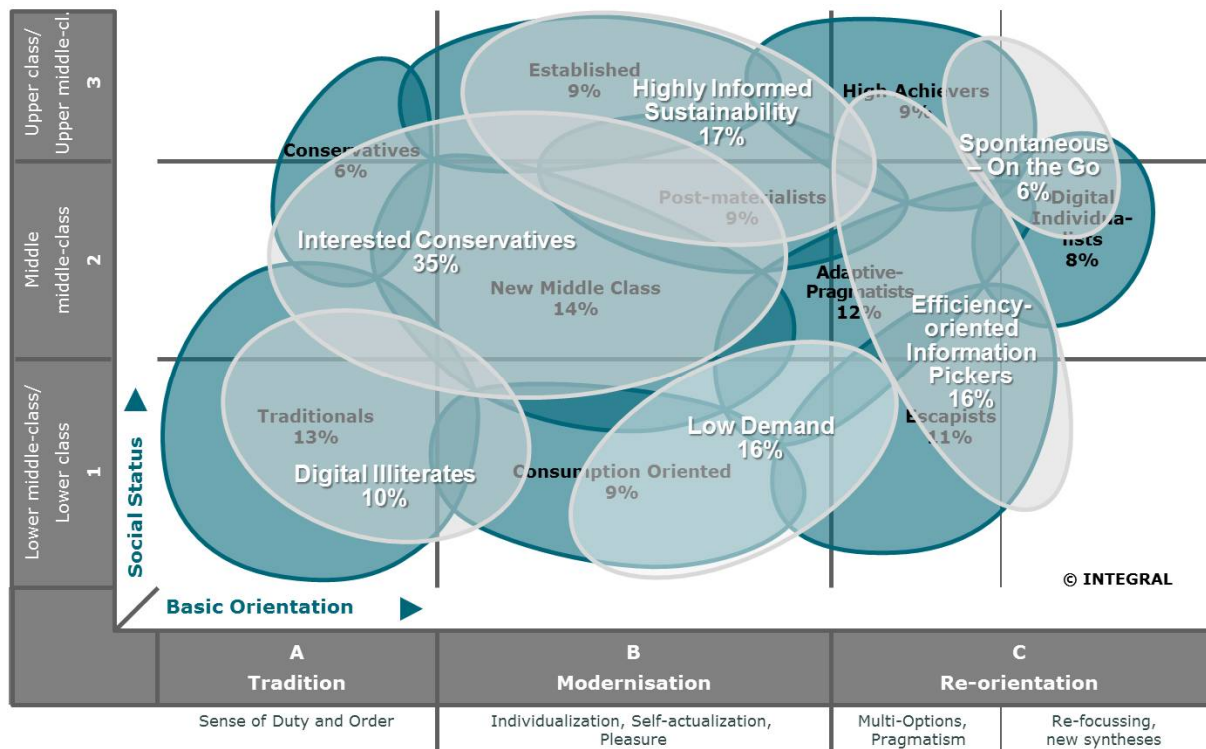 Upper class/
Upper middle-cl.
3
Middle
middle-class
2
Lower middle-class/
Lower class
1
Social Status
Established
9%
Highly Informed
Sustainability
17%
High Achievers
9%
Conservatives
6%
Spontaneous
– On the Go
6%
Post-materialists
9%
Digital
Individua-
lists
8%
Interested Conservatives
35%
New Middle Class
14%
Adaptive-
Pragmatists
12%
Efficiency-
oriented
Information
Pickers
16%
Traditionals
13%
Digital Illiterates
10%
Low Demand
16%
Consumption Oriented
9%
Escapists
11%
© INTEGRAL
Basic Orientation
A
Tradition
B
Modernisation
C
Re-orientation
Sense of Duty and Order
Individualization, Self-actualization,
Pleasure
Multi-Options,
Pragmatism
Re-focussing,
new syntheses